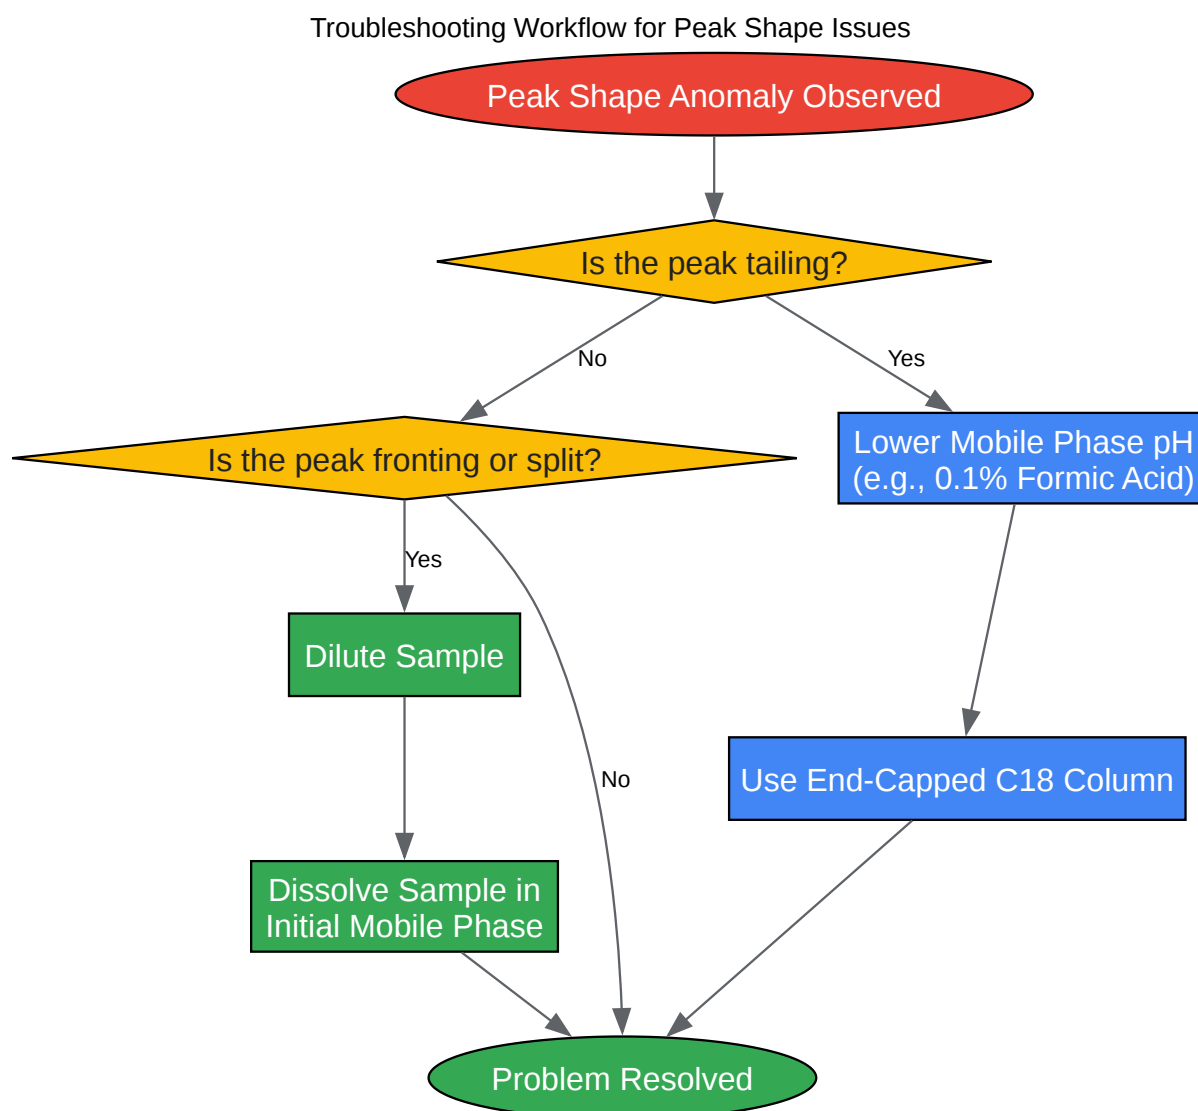 Troubleshooting Workflow for Peak Shape Issues
Peak Shape Anomaly Observed
Is the peak tailing?
No
Yes
Is the peak fronting or split?
Lower Mobile Phase pH
(e.g., 0.1% Formic Acid)
Yes
Dilute Sample
No
Use End-Capped C18 Column
Dissolve Sample in
Initial Mobile Phase
Problem Resolved